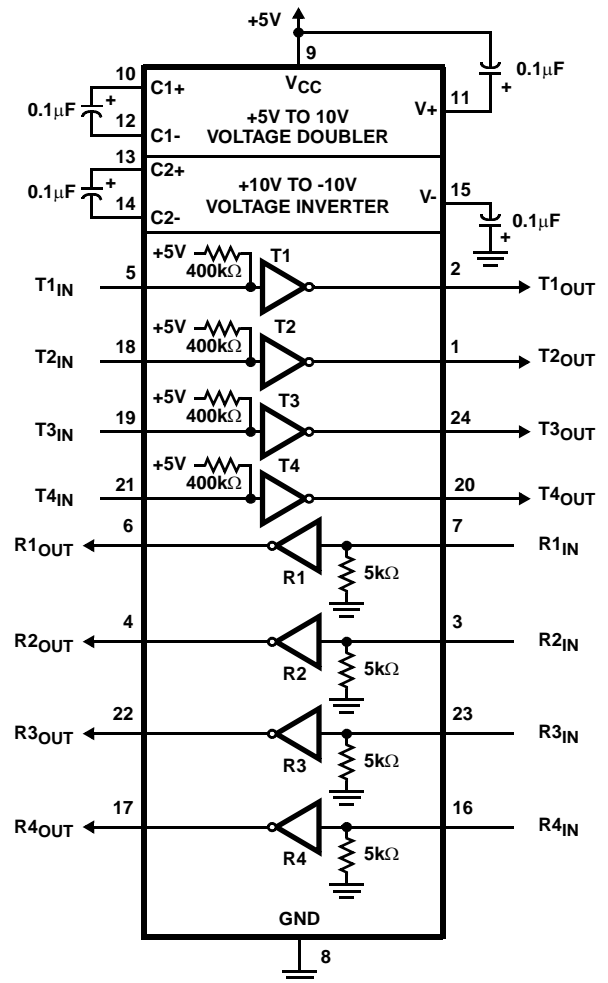 +5V
9
VCC
10
C1+
0.1μF
+
12
C1-
+5V TO 10V
VOLTAGE DOUBLER
V+
11
0.1μF
+
13
C2+
0.1μF
+
14
C2-
+10V TO -10V
VOLTAGE INVERTER
V-
15
0.1μF
+
T1IN
5
+5V
400kΩ
T1
2
T1OUT
T2IN
18
+5V
400kΩ
T2
1
T2OUT
T3IN
19
+5V
400kΩ
T3
24
T3OUT
T4IN
21
+5V
400kΩ
T4
20
T4OUT
R1OUT
6
R1
5kΩ
7
R1IN
R2OUT
4
R2
5kΩ
3
R2IN
R3OUT
22
R3
5kΩ
23
R3IN
R4OUT
17
R4
5kΩ
16
R4IN
GND
8